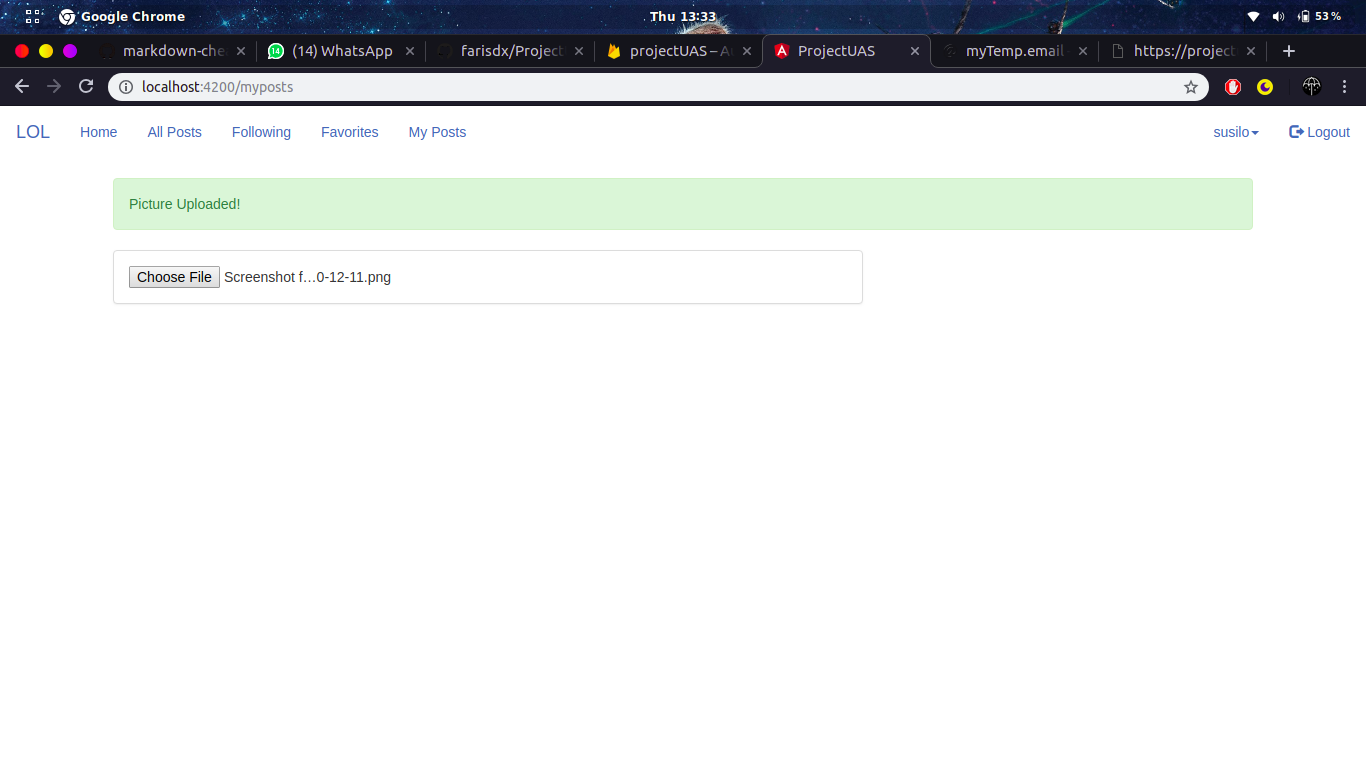 Google Chrome
Thu 13:33
53 %
markdown-che
14
(14) WhatsApp
farisdx/Project
projectUAS – A
ProjectUAS
myTemp.email
https://project
localhost:4200/myposts
LOL Home All Posts Following Favorites My Posts susilo Logout
Picture Uploaded!
Choose File Screenshot f…0-12-11.png